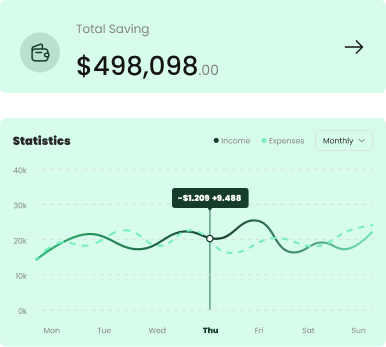 Total Saving
$498,098.00
Statistics
Income
Expenses
Monthly
40k
30k
-$1.209 +9.488
20k
10k
0k
Mon Tue Wed Thu Fri Sat Sun